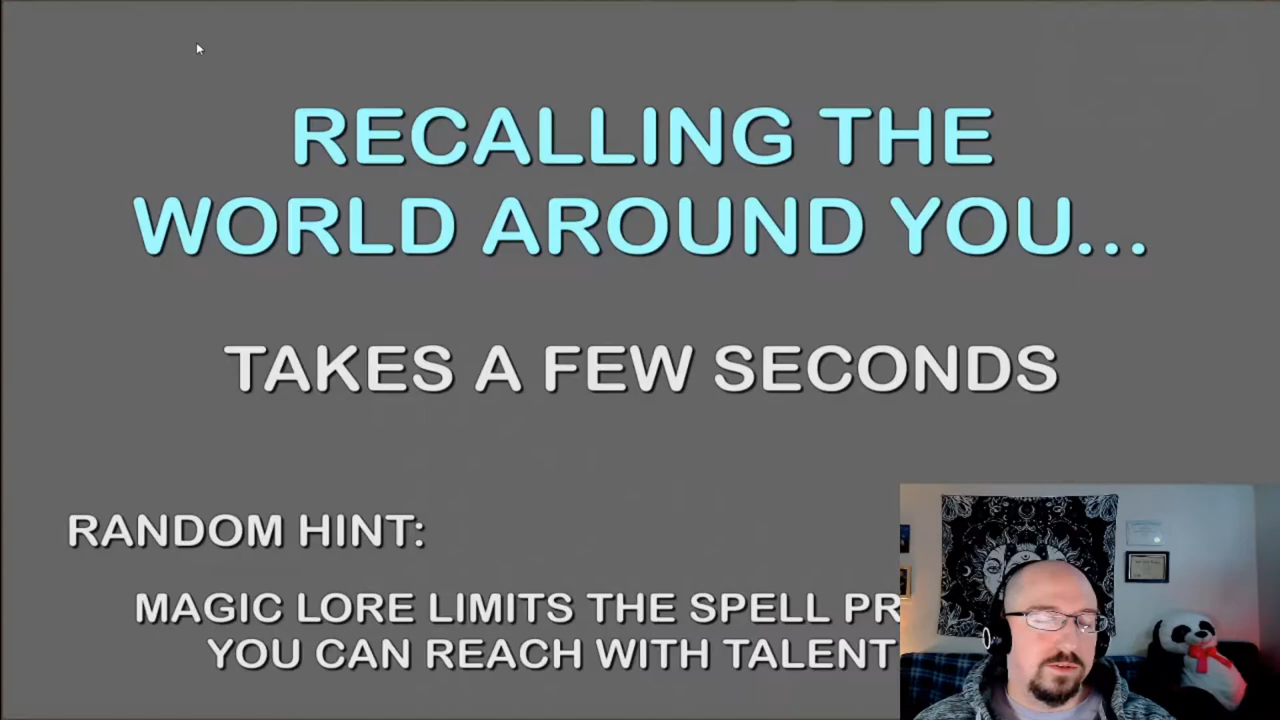 RECALLING THE
WORLD AROUND YOU...
TAKES A FEW SECONDS
RANDOM HINT:
MAGIC LORE LIMITS THE SPELL
YOU CAN REACH WITH TALENT